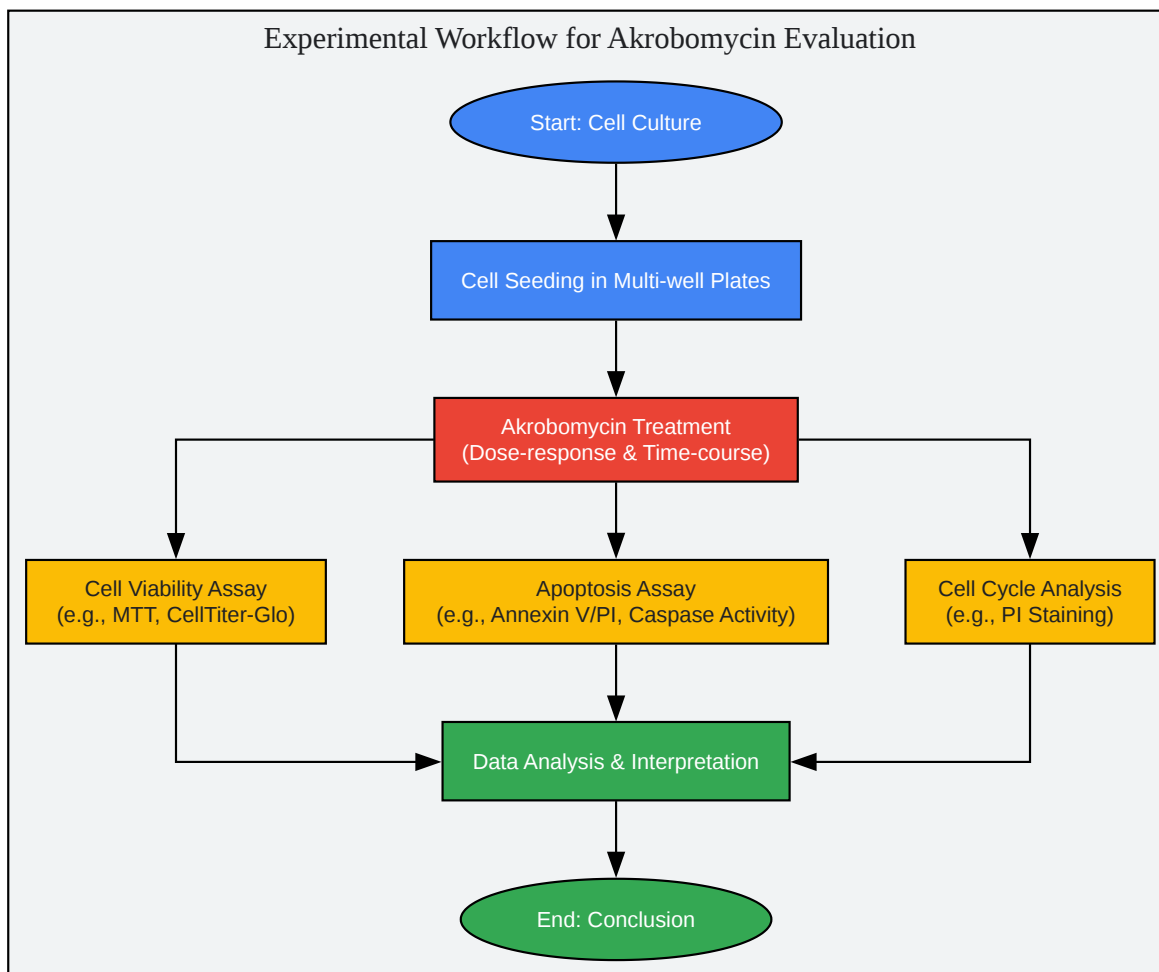 Experimental Workflow for Akrobomycin Evaluation
Start: Cell Culture
Cell Seeding in Multi-well Plates
Akrobomycin Treatment
(Dose-response & Time-course)
Cell Viability Assay
(e.g., MTT, CellTiter-Glo)
Apoptosis Assay
(e.g., Annexin V/PI, Caspase Activity)
Cell Cycle Analysis
(e.g., PI Staining)
Data Analysis & Interpretation
End: Conclusion